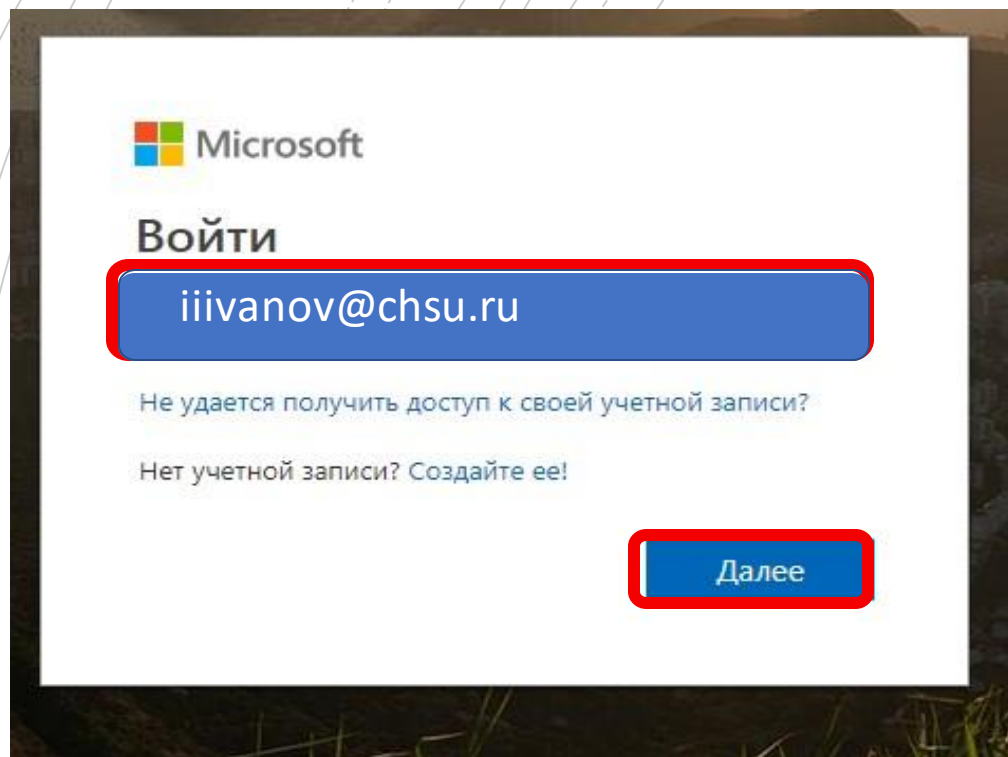 Microsoft
Войти
iiivanov@chsu.ru
Не удается получить доступ к своей учетной записи?
Нет учетной записи? Создайте ее!
Далее